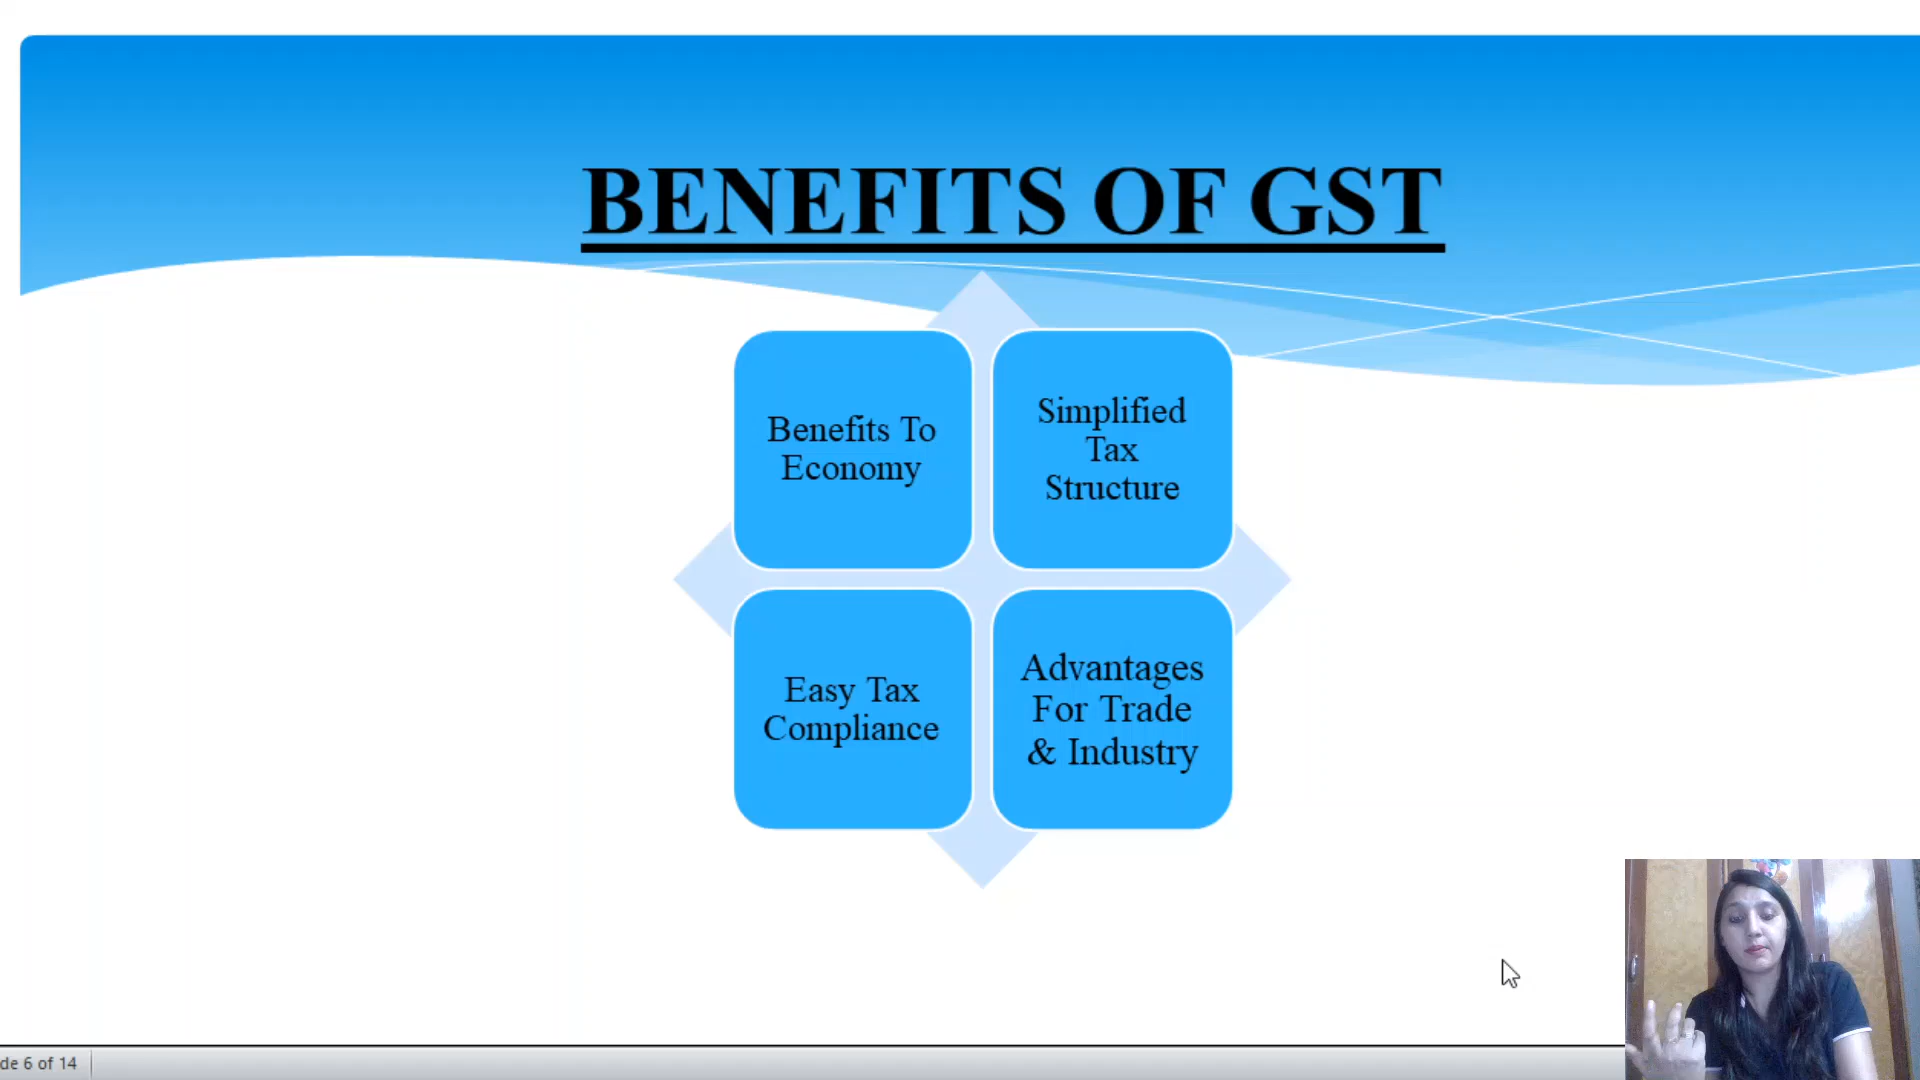 BENEFITS OF GST
Benefits To
Economy
Simplified
Tax
Structure
Easy Tax
Compliance
Advantages
For Trade
& Industry
de 6 of 14